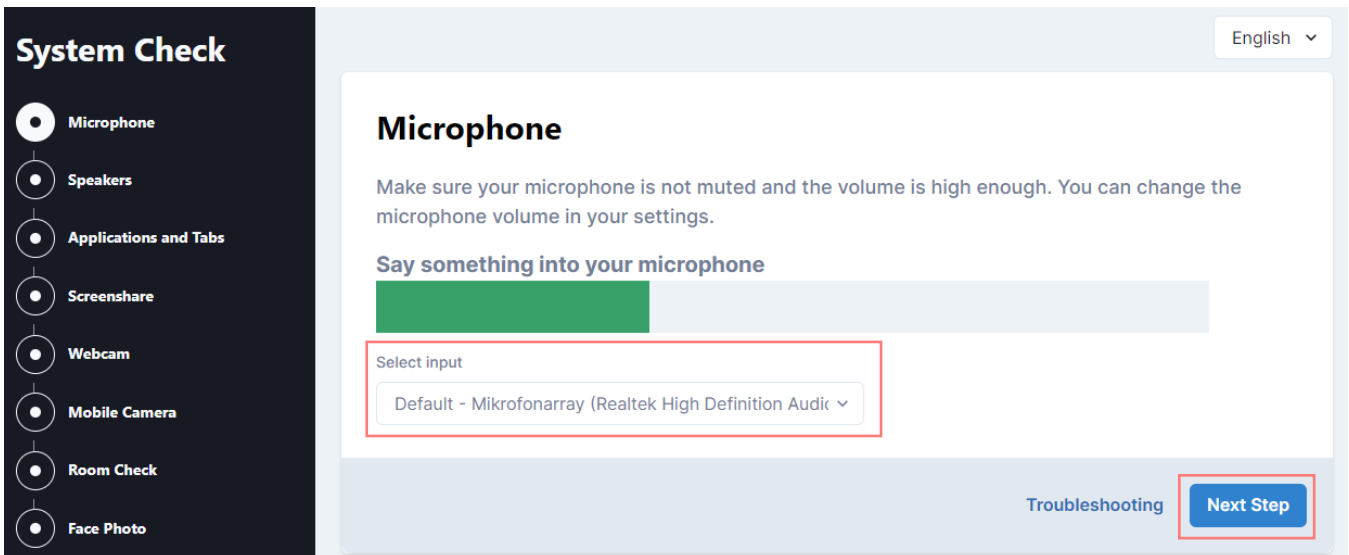 System Check
Microphone
Speakers
Applications and Tabs
Screenshare
Webcam
Mobile Camera
Room Check
Face Photo
English
Microphone
Make sure your microphone is not muted and the volume is high enough. You can change the
microphone volume in your settings.
Say something into your microphone
Select input
Default - Mikrofonarray (Realtek High Definition Audio
Troubleshooting
Next Step